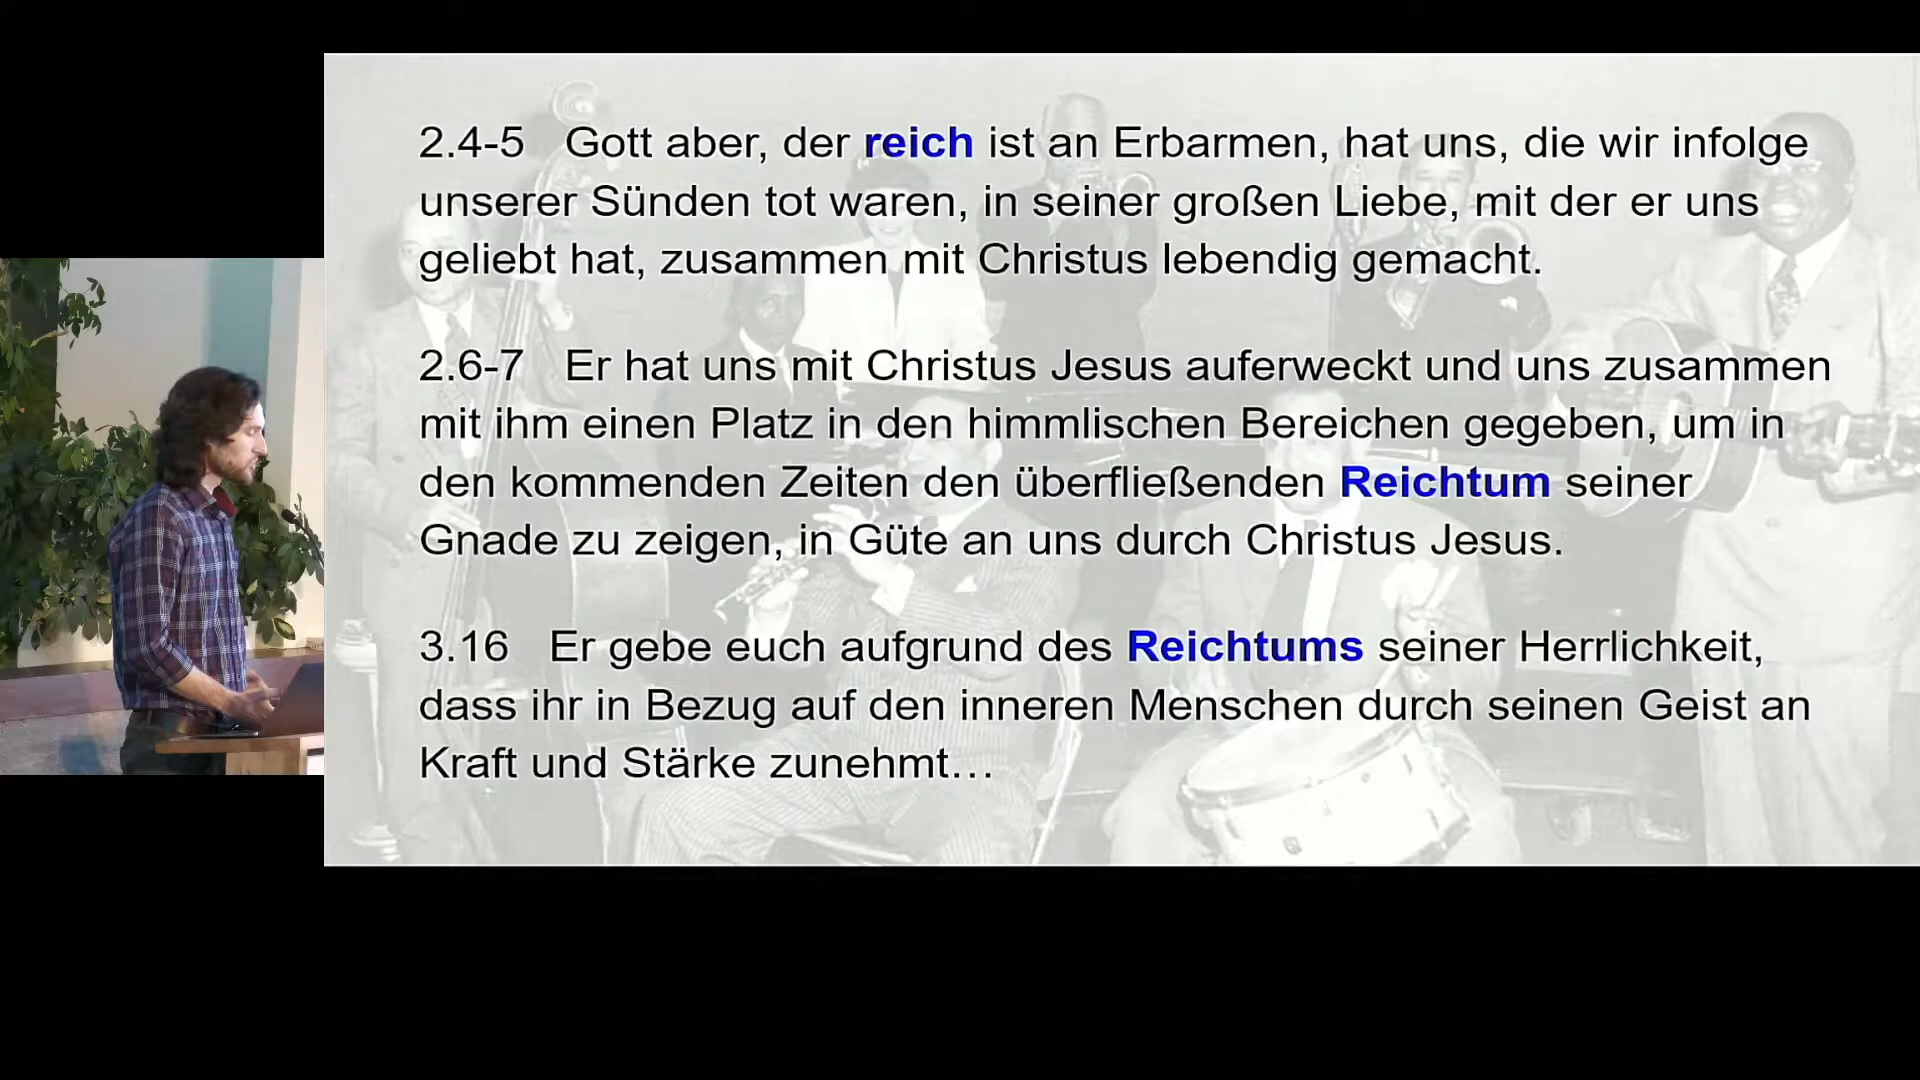 2.4-5 Gott aber, der reich ist an Erbarmen, hat uns, die wir infolge
unserer Sünden tot waren, in seiner großen Liebe, mit der er uns
geliebt hat, zusammen mit Christus lebendig gemacht.
2.6-7 Er hat uns mit Christus Jesus auferweckt und uns zusammen
mit ihm einen Platz in den himmlischen Bereichen gegeben, um in
den kommenden Zeiten den überfließenden Reichtum seiner
Gnade zu zeigen, in Güte an uns durch Christus Jesus.
3.16 Er gebe euch aufgrund des Reichtums seiner Herrlichkeit,
dass ihr in Bezug auf den inneren Menschen durch seinen Geist an
Kraft und Stärke zunehmt…